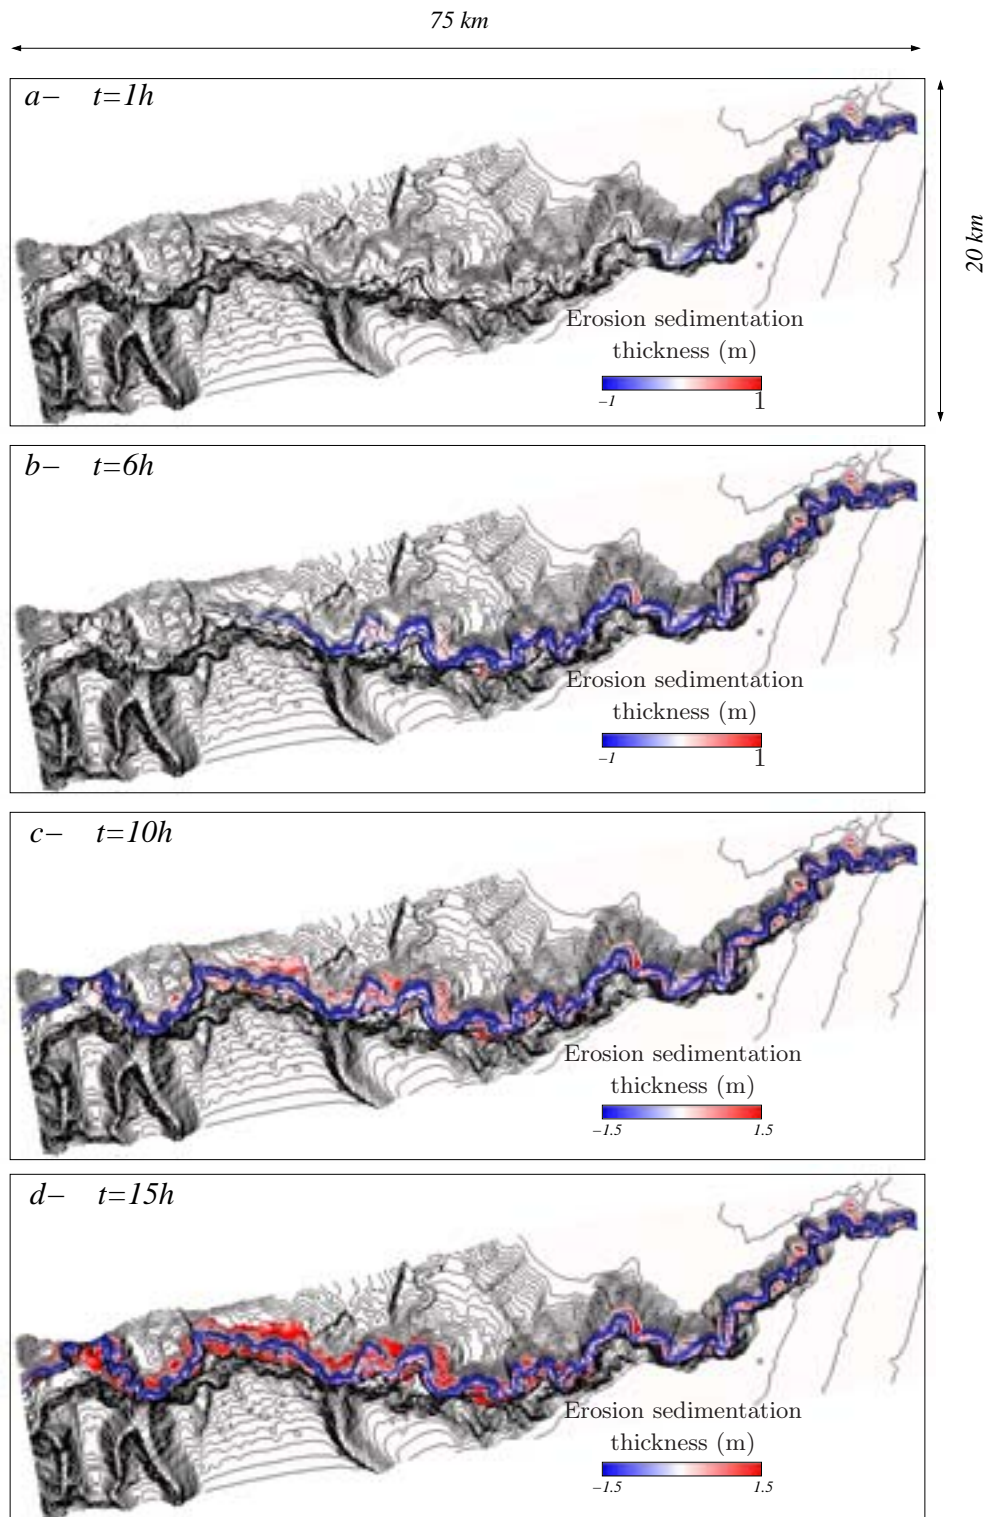 75 km
a– t=1h
20 km
Erosion sedimentation
thickness (m)
−1 1
b– t=6h
Erosion sedimentation
thickness (m)
−1 1
c– t=10h
Erosion sedimentation
thickness (m)
−1.5 1.5
d– t=15h
Erosion sedimentation
thickness (m)
−1.5 1.5